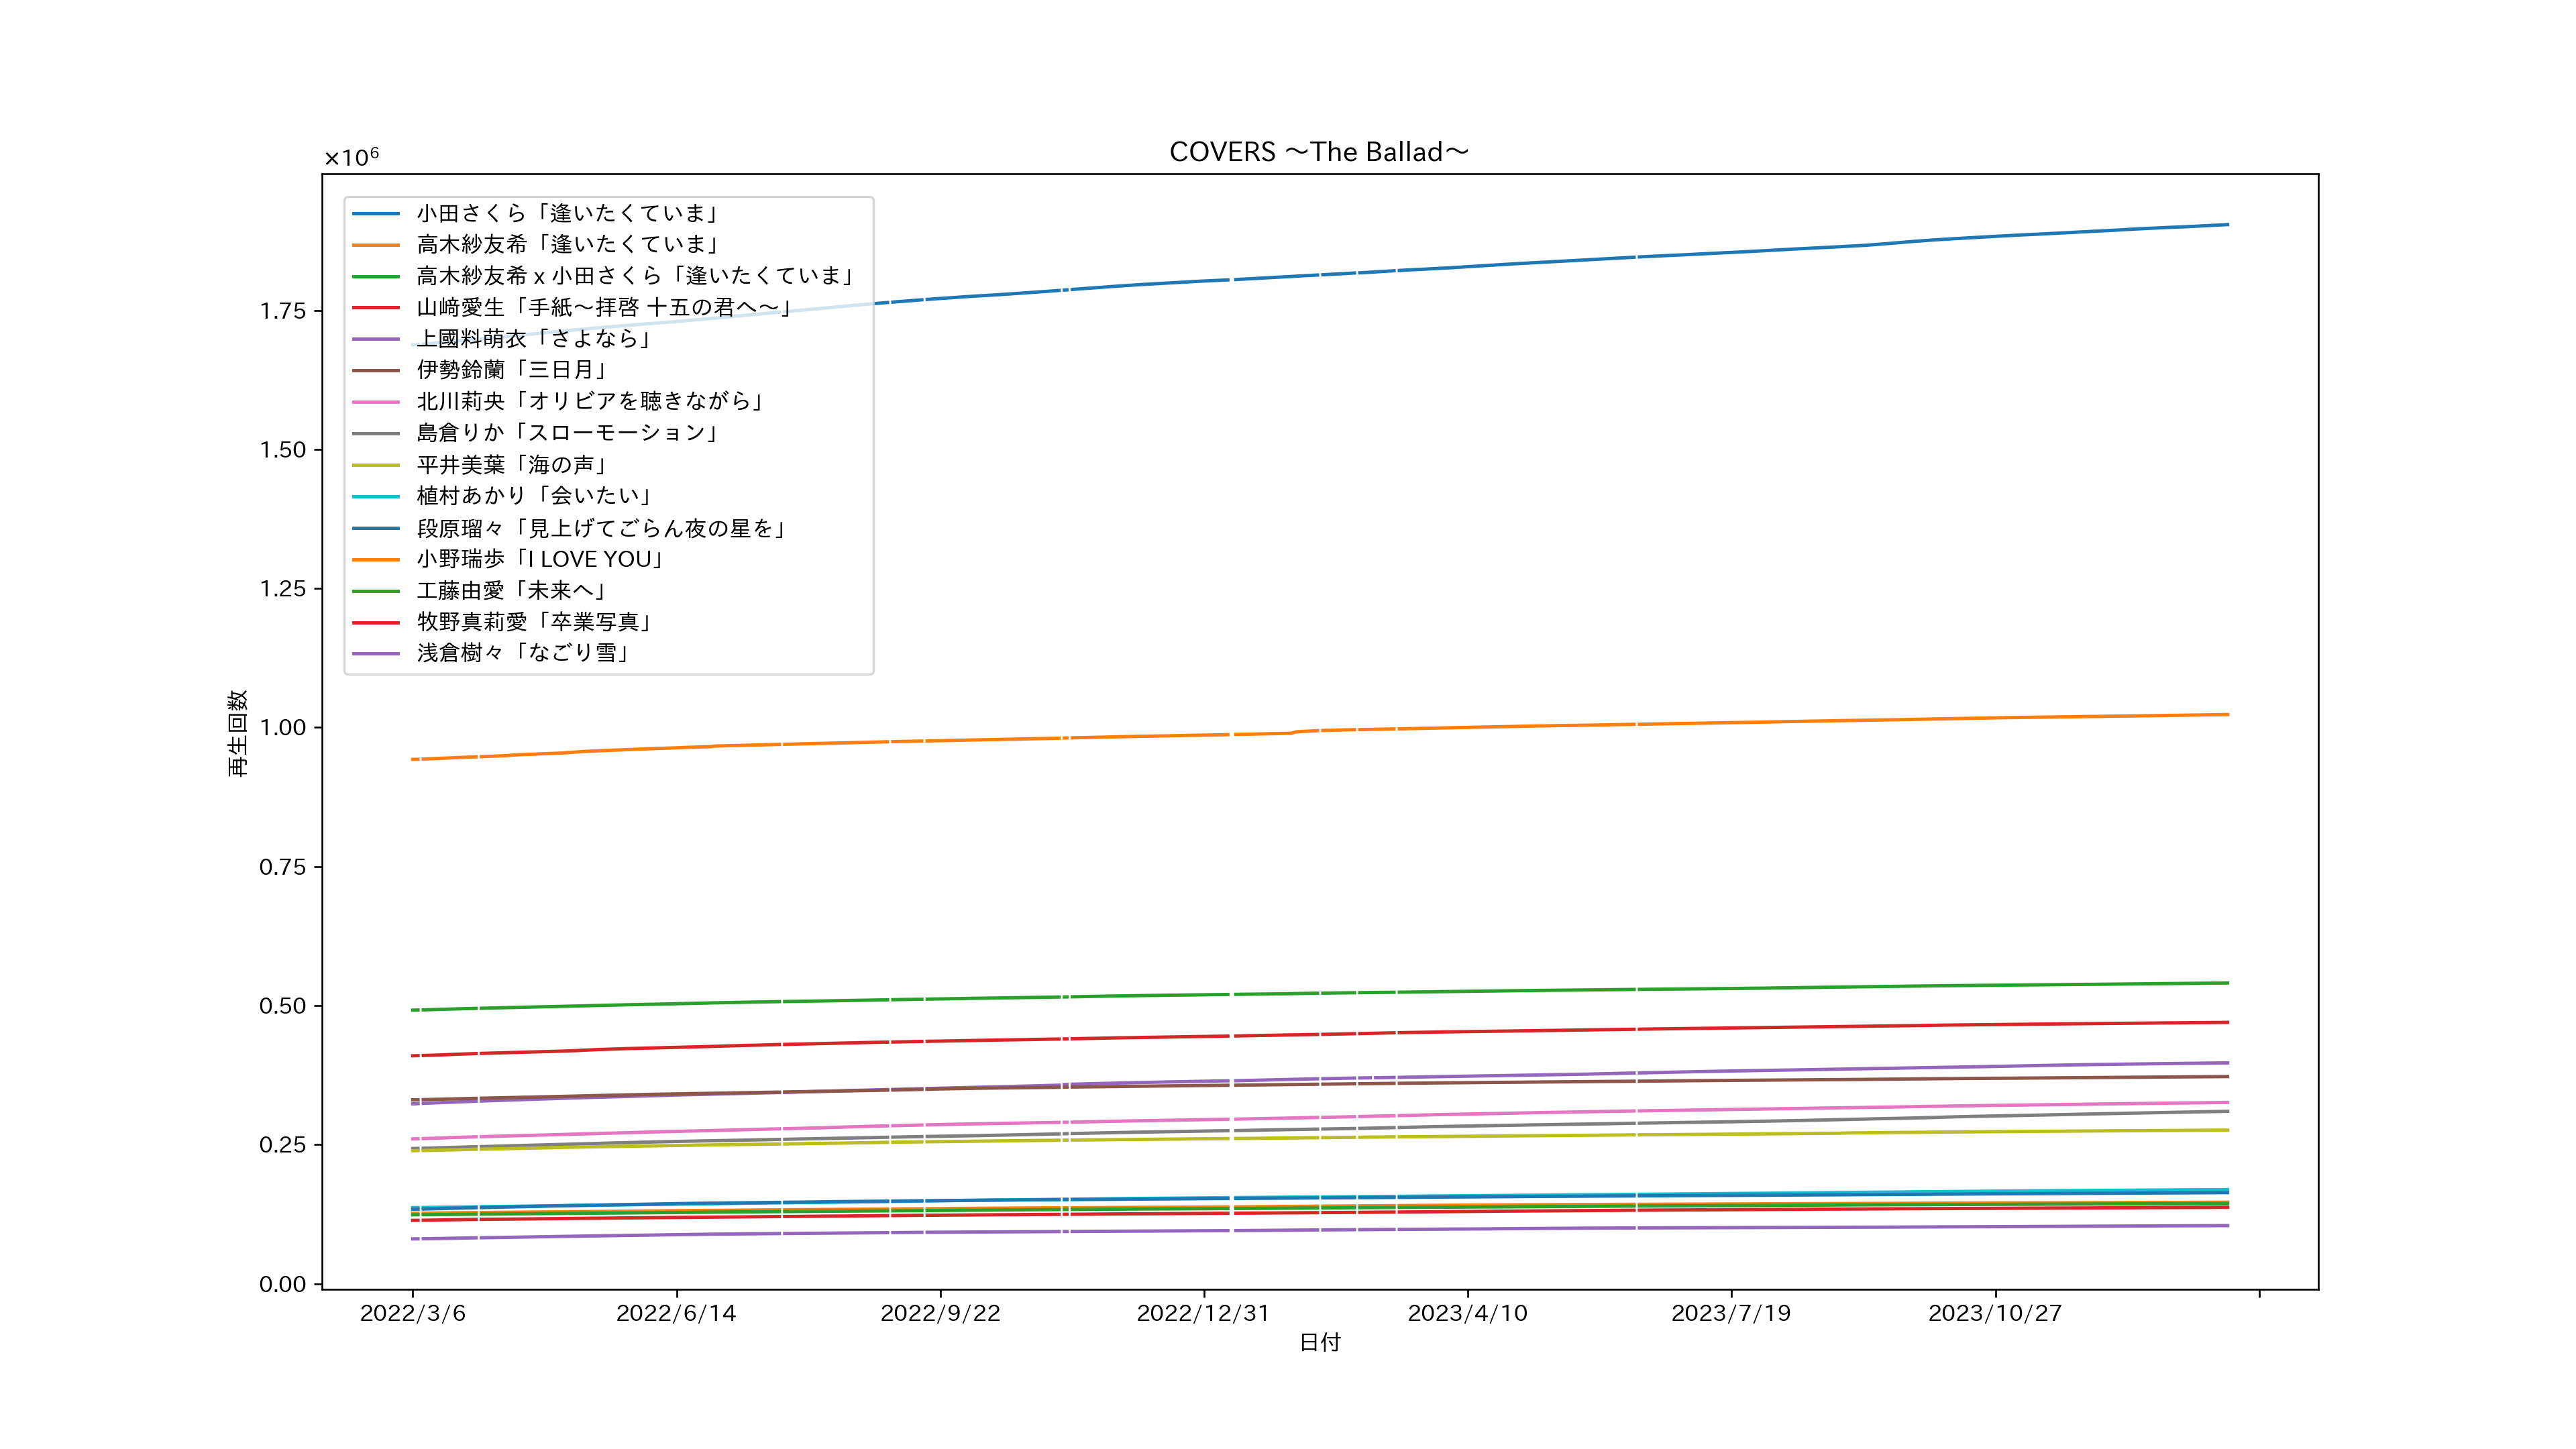 COVERS ～The Ballad～
×10⁶
小田さくら「逢いたくていま」
高木紗友希「逢いたくていま」
高木紗友希 x 小田さくら「逢いたくていま」
山﨑愛生「手紙～拝啓 十五の君へ～」
上國料萌衣「さよなら」
伊勢鈴蘭「三日月」
北川莉央「オリビアを聴きながら」
島倉りか「スローモーション」
平井美葉「海の声」
植村あかり「会いたい」
段原瑠々「見上げてごらん夜の星を」
小野瑞歩「I LOVE YOU」
工藤由愛「未来へ」
牧野真莉愛「卒業写真」
浅倉樹々「なごり雪」
1.75
1.50
1.25
1.00
0.75
0.50
0.25
0.00
再生回数
2022/3/6
2022/6/14
2022/9/22
2022/12/31
2023/4/10
2023/7/19
2023/10/27
日付